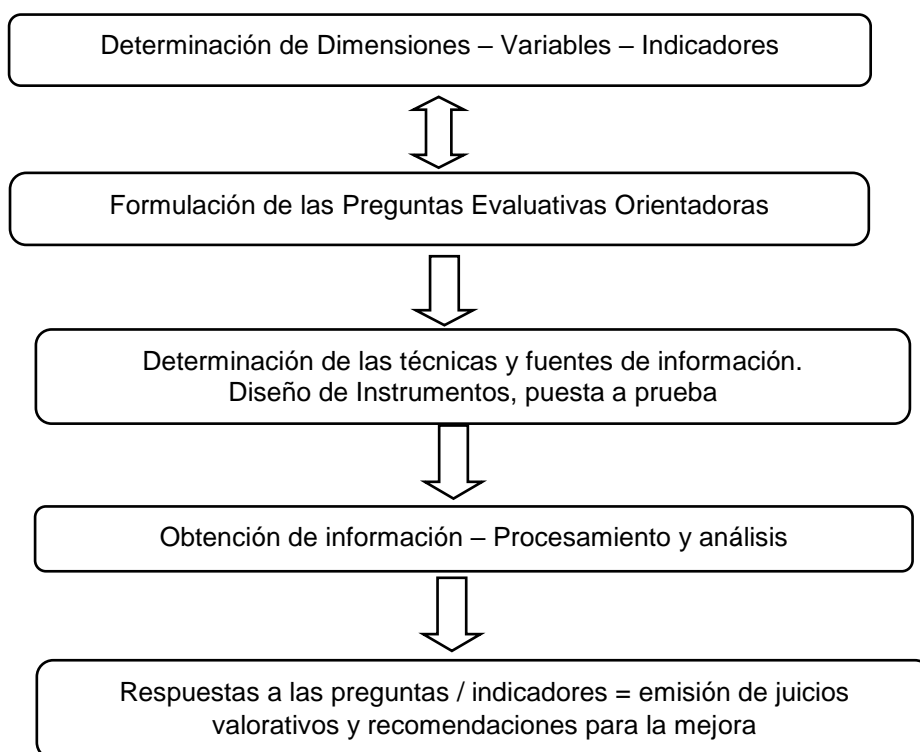 Determinación de Dimensiones – Variables – Indicadores
Formulación de las Preguntas Evaluativas Orientadoras
Determinación de las técnicas y fuentes de información.
Diseño de Instrumentos, puesta a prueba
Obtención de información – Procesamiento y análisis
Respuestas a las preguntas / indicadores = emisión de juicios
valorativos y recomendaciones para la mejora